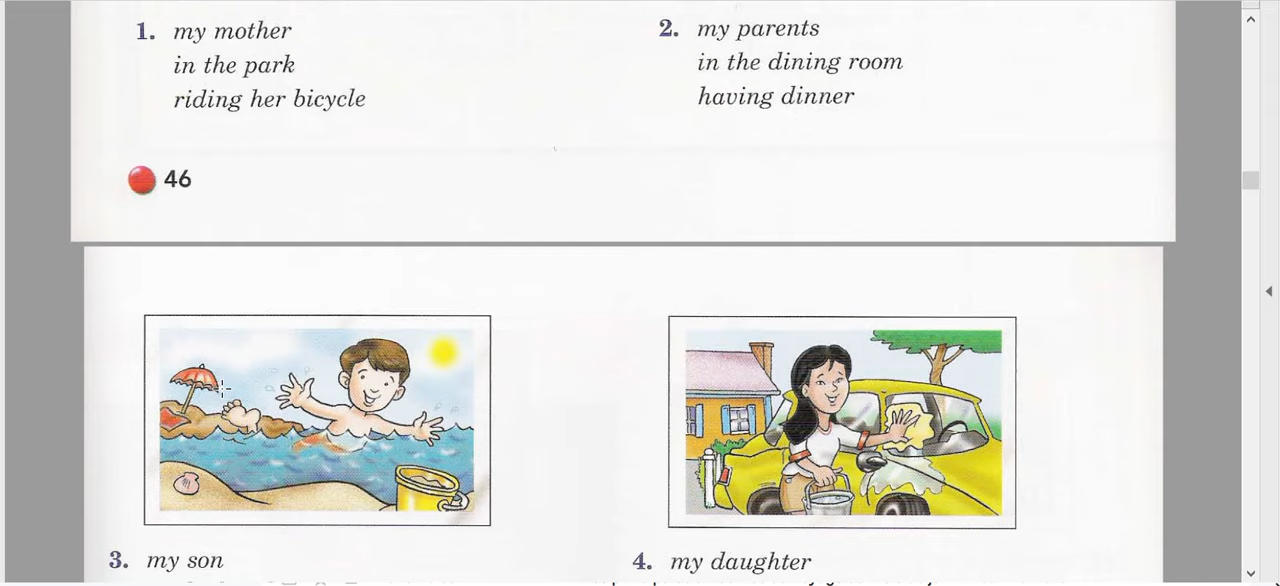 1. my mother
in the park
riding her bicycle
2. my parents
in the dining room
having dinner
46
3. my son
4. my daughter